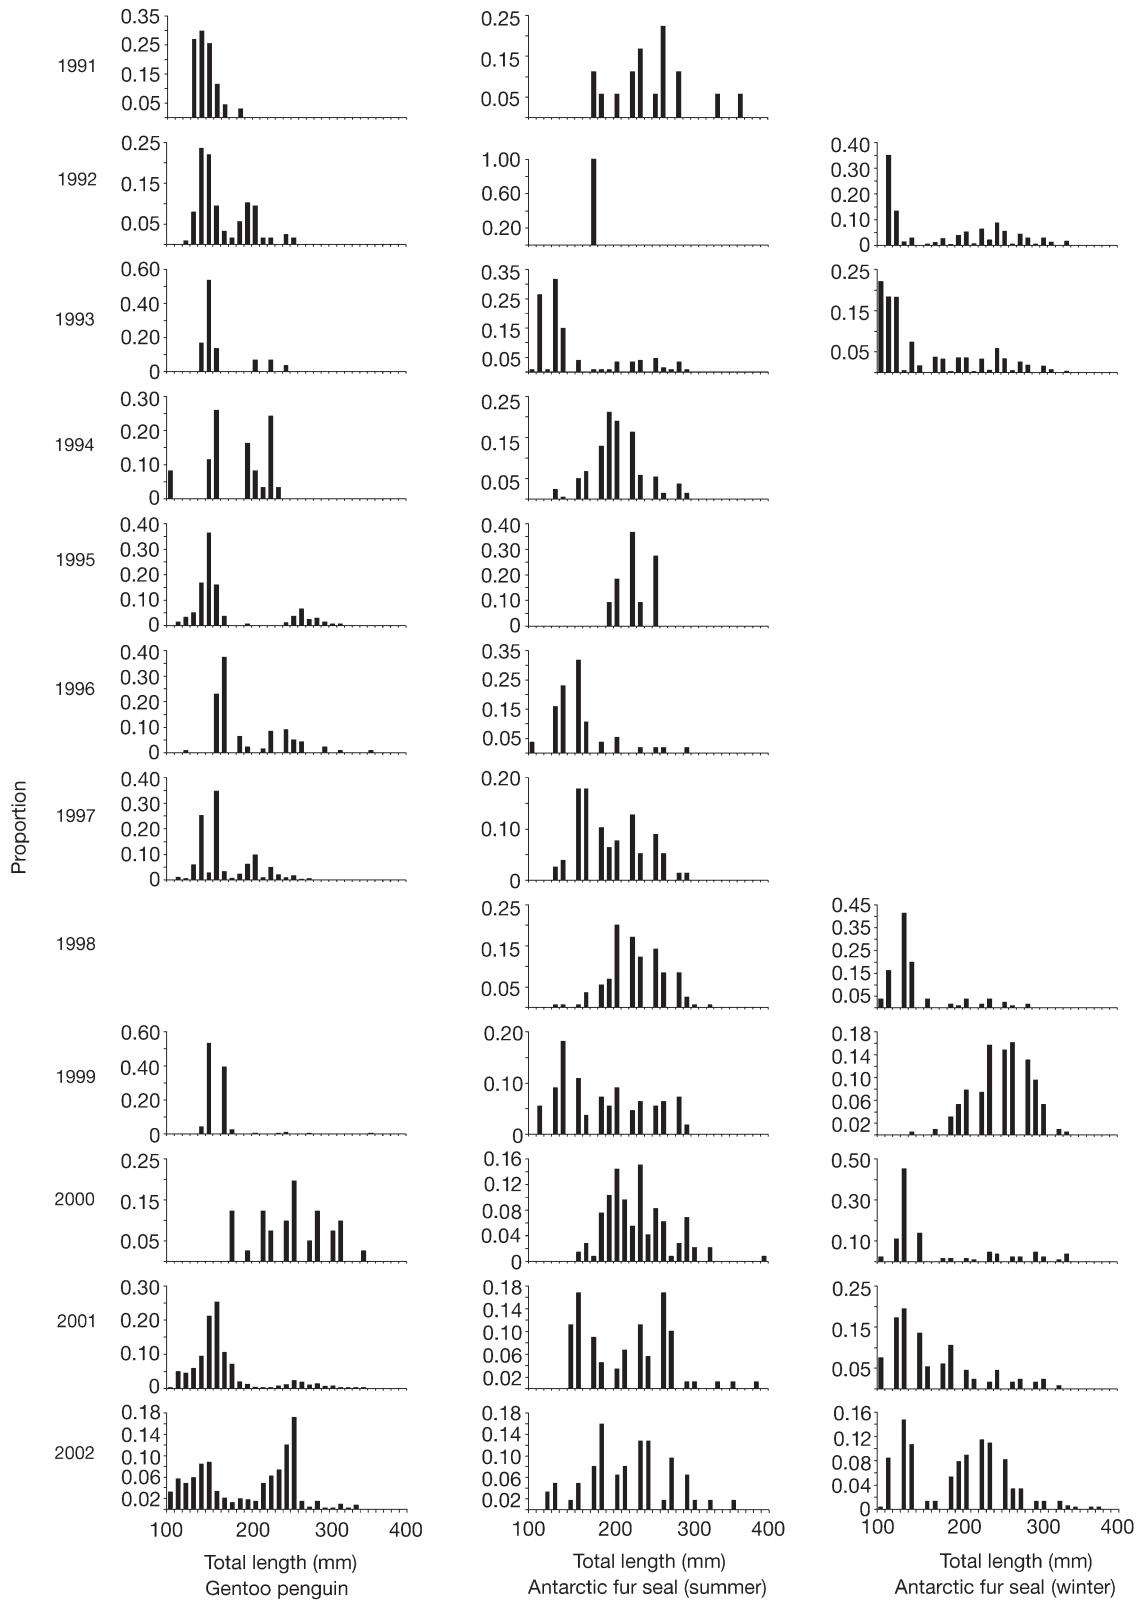 0.35 0.25
0.25
1991 0.15 0.15
0.05 0.05
0.25 1.00 0.40
0.30
1992 0.15 0.60 0.20
0.05 0.20 0.10
0
0.60 0.35 0.25
0.40 0.25
1993 0.15 0.15
0.20
0 0.05 0.05
0.30 0.25
0.20 0.15
1994
0.10 0.05
0
0.40 0.40
0.30 0.30
1995 0.20 0.20
0.10 0.10
0 0
0.40 0.35
0.30 0.25
1996 0.20 0.15
0.10 0.05
0
0.40 0.20
0.30
1997 0.20 0.10
0.10
0 0
Proportion
0.25 0.45
0.35
1998 0.15 0.25
0.15
0.05 0.05
0.60 0.20 0.18
0.40 0.14
1999 0.10 0.10
0.20 0.06
0 0 0.02
0.25 0.16 0.50
0.12
2000 0.15 0.08 0.30
0.05 0.04 0.10
0
0.30 0.18 0.25
0.20 0.14
2001 0.10 0.15
0.10 0.06 0.05
0 0.02
0.18 0.18 0.16
0.14 0.14 0.12
2002 0.10 0.10 0.08
0.06 0.06 0.04
0.02 0.02 0
100 200 300 400 100 200 300 400 100 200 300 400
Total length (mm) Total length (mm) Total length (mm)
Gentoo penguin Antarctic fur seal (summer) Antarctic fur seal (winter)